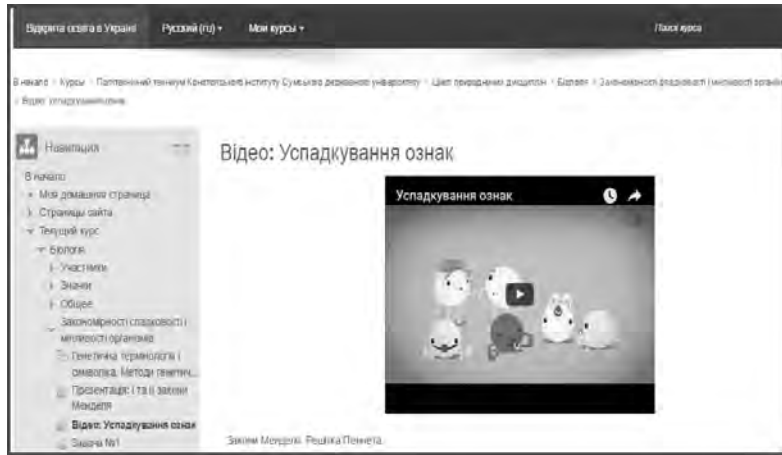 Відкрита освіта в Україні Русский (ru) Мои курсы Поиск курса
В начало Курсы Політехнічний технікум Конотопського інституту Сумського державного університету Цикл природничих дисциплін Біологія Закономірності спадковості і мінливості
Відео: Успадкування ознак
Навигация
Відео: Успадкування ознак
В начало
Моя домашняя страница
Успадкування ознак
Страницы сайта
Текущий курс
Біологія
Участники
Значки
Общее
Закономірності спадковості і
мінливості організмів
Генетична термінологія і
символіка. Методи генетич...
Презентація: І та ІІ закони
Менделя
Відео: Успадкування ознак
Задача №1
Закони Менделя. Решітка Пеннета.